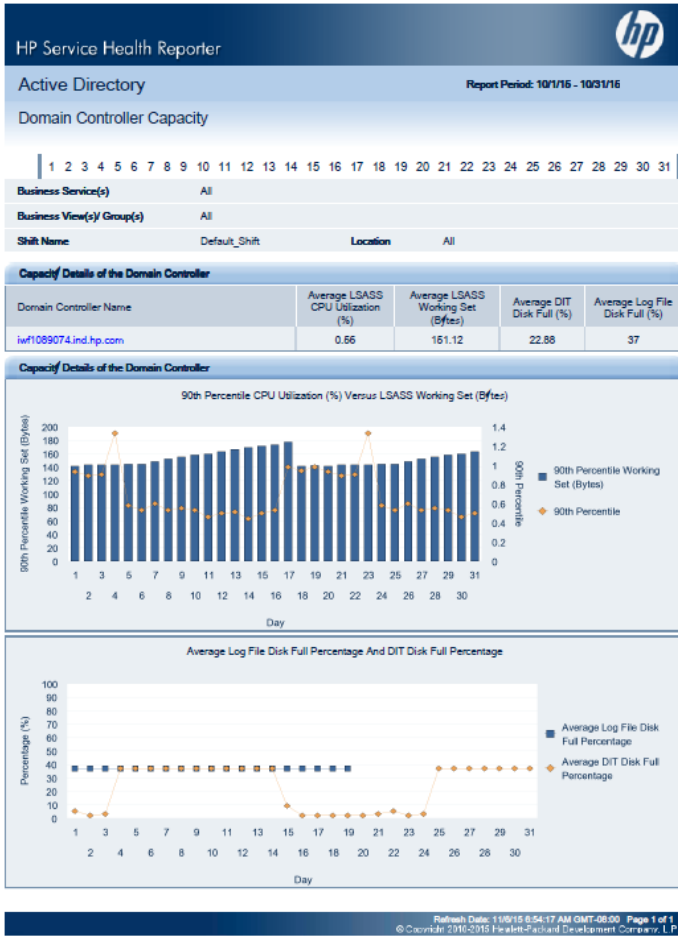 HP Service Health Reporter
hp
Active Directory
Report Period: 10/1/15 - 10/31/15
Domain Controller Capacity
1 2 3 4 5 6 7 8 9 10 11 12 13 14 15 16 17 18 19 20 21 22 23 24 25 26 27 28 29 30 31
Business Service(s) All
Business View(s)/ Group(s) All
Shift Name Default_Shift Location All
Capacity Details of the Domain Controller
Domain Controller Name
Average LSASS CPU Utilization (%)
Average LSASS Working Set (Bytes)
Average DIT Disk Full (%)
Average Log File Disk Full (%)
iwf1089074.ind.hp.com 0.56 151.12 22.88 37
Capacity Details of the Domain Controller
90th Percentile CPU Utilization (%) Versus LSASS Working Set (Bytes)
90th Percentile Working Set (Bytes)
200
180
160
140
120
100
80
60
40
20
0
1.4
1.2
1
0.8
0.6
0.4
0.2
0
90th Percentile
90th Percentile Working Set (Bytes)
90th Percentile
1 3 5 7 9 11 13 15 17 19 21 23 25 27 29 31
2 4 6 8 10 12 14 16 18 20 22 24 26 28 30
Day
Average Log File Disk Full Percentage And DIT Disk Full Percentage
Percentage (%)
100
90
80
70
60
50
40
30
20
10
0
Average Log File Disk Full Percentage
Average DIT Disk Full Percentage
1 3 5 7 9 11 13 15 17 19 21 23 25 27 29 31
2 4 6 8 10 12 14 16 18 20 22 24 26 28 30
Day
Refresh Date: 11/6/15 6:54:17 AM GMT-08:00 Page 1 of 1
© Copyright 2010-2015 Hewlett-Packard Development Company, L.P